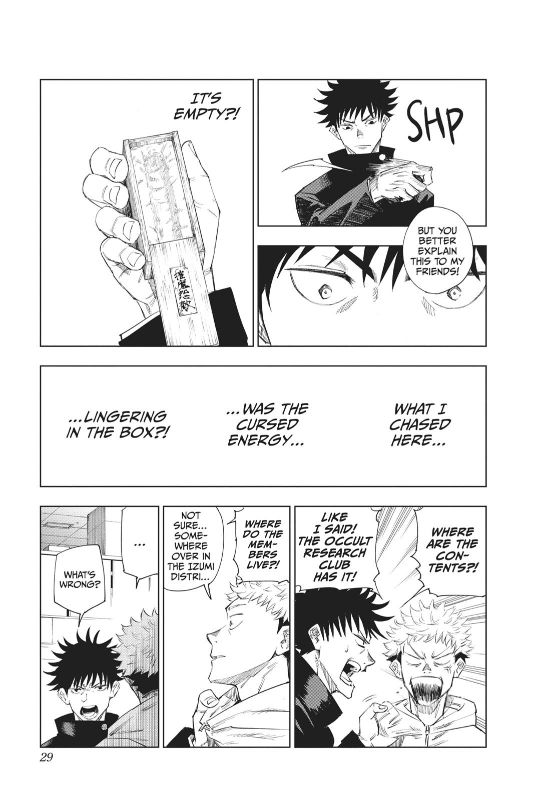 SHP
BUT YOU
BETTER
EXPLAIN
THIS TO MY
FRIENDS!
IT'S
EMPTY?!
WHAT I
CHASED
HERE...
...WAS THE
CURSED
ENERGY...
...LINGERING
IN THE BOX?!
WHERE
ARE THE
CON-
TENTS?!
LIKE
I SAID!
THE OCCULT
RESEARCH
CLUB
HAS IT!
WHERE
DO THE
MEM-
BERS
LIVE?!
NOT
SURE...
SOME-
WHERE
OVER IN
THE IZUMI
DISTRI...
...
WHAT'S
WRONG?
29